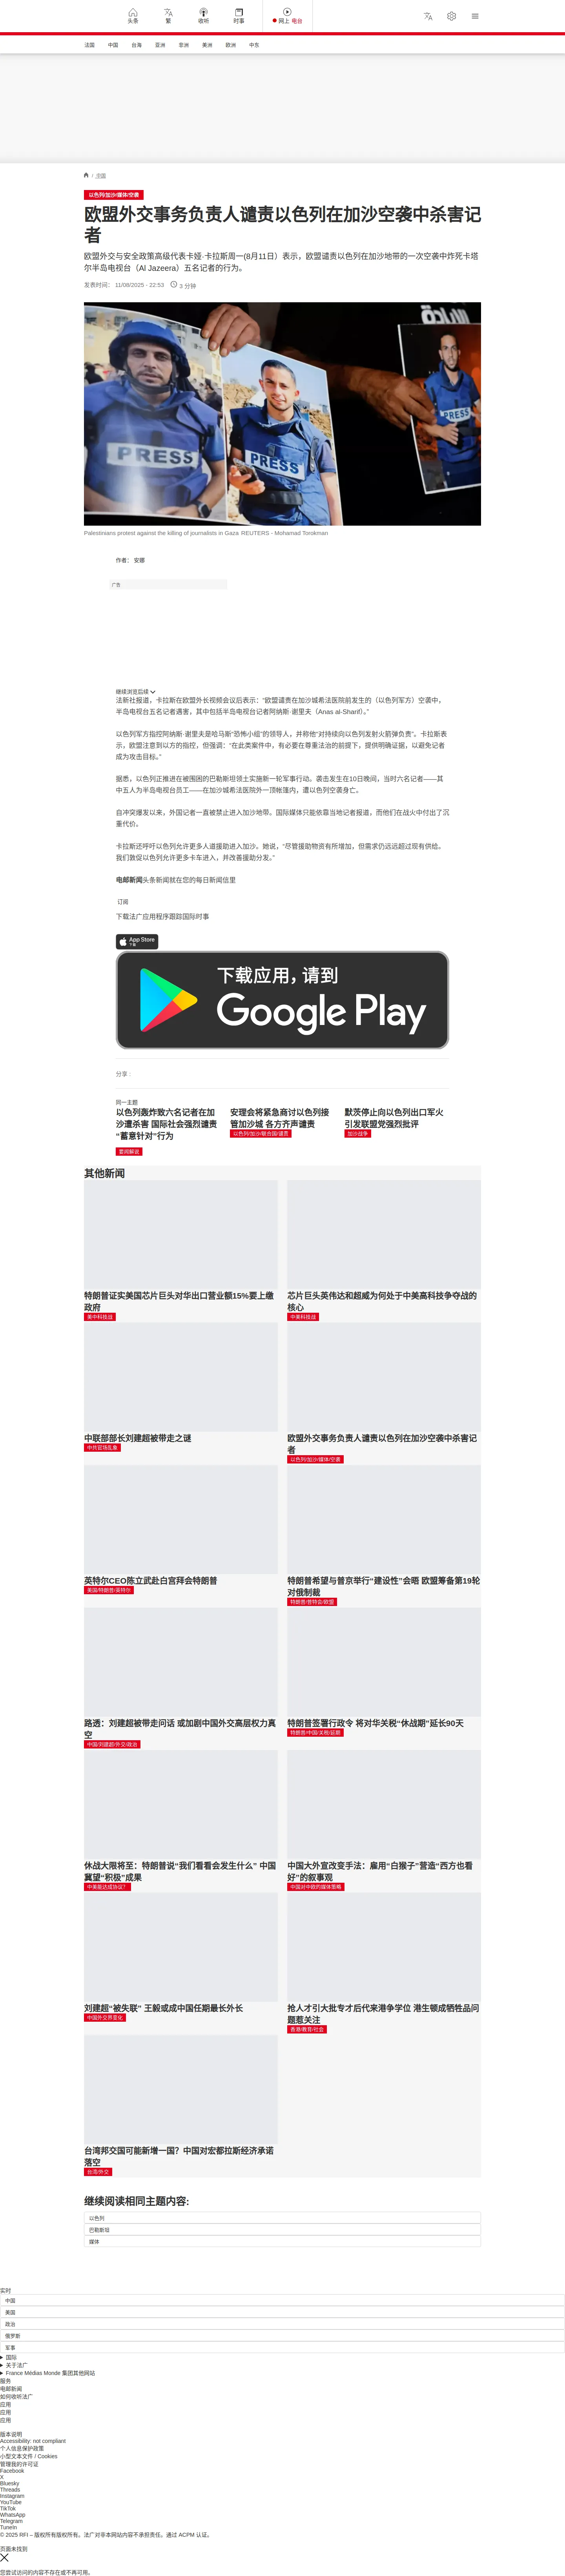 头条
繁
收听
时事
网上 电台
法国
中国
台海
亚洲
非洲
美洲
欧洲
中东
/ 中国
以色列/加沙/媒体/空袭
欧盟外交事务负责人谴责以色列在加沙空袭中杀害记
者
欧盟外交与安全政策高级代表卡娅·卡拉斯周一(8月11日）表示，欧盟谴责以色列在加沙地带的一次空袭中炸死卡塔
尔半岛电视台（Al Jazeera）五名记者的行为。
发表时间： 11/08/2025 - 22:53
3 分钟
PRESS
PRESS
PRESS
Palestinians protest against the killing of journalists in Gaza REUTERS - Mohamad Torokman
作者： 安娜
广告
继续浏览后续
法新社报道，卡拉斯在欧盟外长视频会议后表示：“欧盟谴责在加沙城希法医院前发生的（以色列军方）空袭中，
半岛电视台五名记者遇害，其中包括半岛电视台记者阿纳斯·谢里夫（Anas al-Sharif）。”
以色列军方指控阿纳斯·谢里夫是哈马斯“恐怖小组”的领导人，并称他“对持续向以色列发射火箭弹负责”。卡拉斯表
示，欧盟注意到以方的指控，但强调：“在此类案件中，有必要在尊重法治的前提下，提供明确证据，以避免记者
成为攻击目标。”
据悉，以色列正推进在被围困的巴勒斯坦领土实施新一轮军事行动。袭击发生在10日晚间，当时六名记者——其
中五人为半岛电视台员工——在加沙城希法医院外一顶帐篷内，遭以色列空袭身亡。
自冲突爆发以来，外国记者一直被禁止进入加沙地带。国际媒体只能依靠当地记者报道，而他们在战火中付出了沉
重代价。
卡拉斯还呼吁以色列允许更多人道援助进入加沙。她说，“尽管援助物资有所增加，但需求仍远远超过现有供给。
我们敦促以色列允许更多卡车进入，并改善援助分发。”
电邮新闻头条新闻就在您的每日新闻信里
订阅
下载法广应用程序跟踪国际时事
App Store
下载
下载应用，请到
Google Play
分享 :
同一主题
以色列轰炸致六名记者在加
沙遭杀害 国际社会强烈谴责
“蓄意针对”行为
要闻解说
安理会将紧急商讨以色列接
管加沙城 各方齐声谴责
以色列/加沙/联合国/谴责
默茨停止向以色列出口军火
引发联盟党强烈批评
加沙战争
其他新闻
特朗普证实美国芯片巨头对华出口营业额15%要上缴
政府
美中科技战
芯片巨头英伟达和超威为何处于中美高科技争夺战的
核心
中美科技战
中联部部长刘建超被带走之谜
中共官场乱象
欧盟外交事务负责人谴责以色列在加沙空袭中杀害记
者
以色列/加沙/媒体/空袭
英特尔CEO陈立武赴白宫拜会特朗普
美国/特朗普/英特尔
特朗普希望与普京举行“建设性”会晤 欧盟筹备第19轮
对俄制裁
特朗普/普特会/欧盟
路透：刘建超被带走问话 或加剧中国外交高层权力真
空
中国/刘建超/外交/政治
特朗普签署行政令 将对华关税“休战期”延长90天
特朗普/中国/关税/延期
休战大限将至：特朗普说“我们看看会发生什么” 中国
冀望“积极”成果
中美能达成协议？
中国大外宣改变手法：雇用“白猴子”营造“西方也看
好”的叙事观
中国对中欧的媒体策略
刘建超“被失联” 王毅或成中国任期最长外长
中国外交界变化
抢人才引大批专才后代来港争学位 港生顿成牺牲品问
题惹关注
香港/教育/社会
台湾邦交国可能新增一国？中国对宏都拉斯经济承诺
落空
台湾/外交
继续阅读相同主题内容:
以色列
巴勒斯坦
媒体
实时
中国
美国
政治
俄罗斯
军事
国际
关于法广
France Médias Monde 集团其他网站
服务
电邮新闻
如何收听法广
应用
应用
应用
版本说明
Accessibility: not compliant
个人信息保护政策
小型文本文件 / Cookies
管理我的许可证
Facebook
X
Bluesky
Threads
Instagram
YouTube
TikTok
WhatsApp
Telegram
TuneIn
© 2025 RFI – 版权所有版权所有。法广对非本网站内容不承担责任。通过 ACPM 认证。
页面未找到
您尝试访问的内容不存在或不再可用。